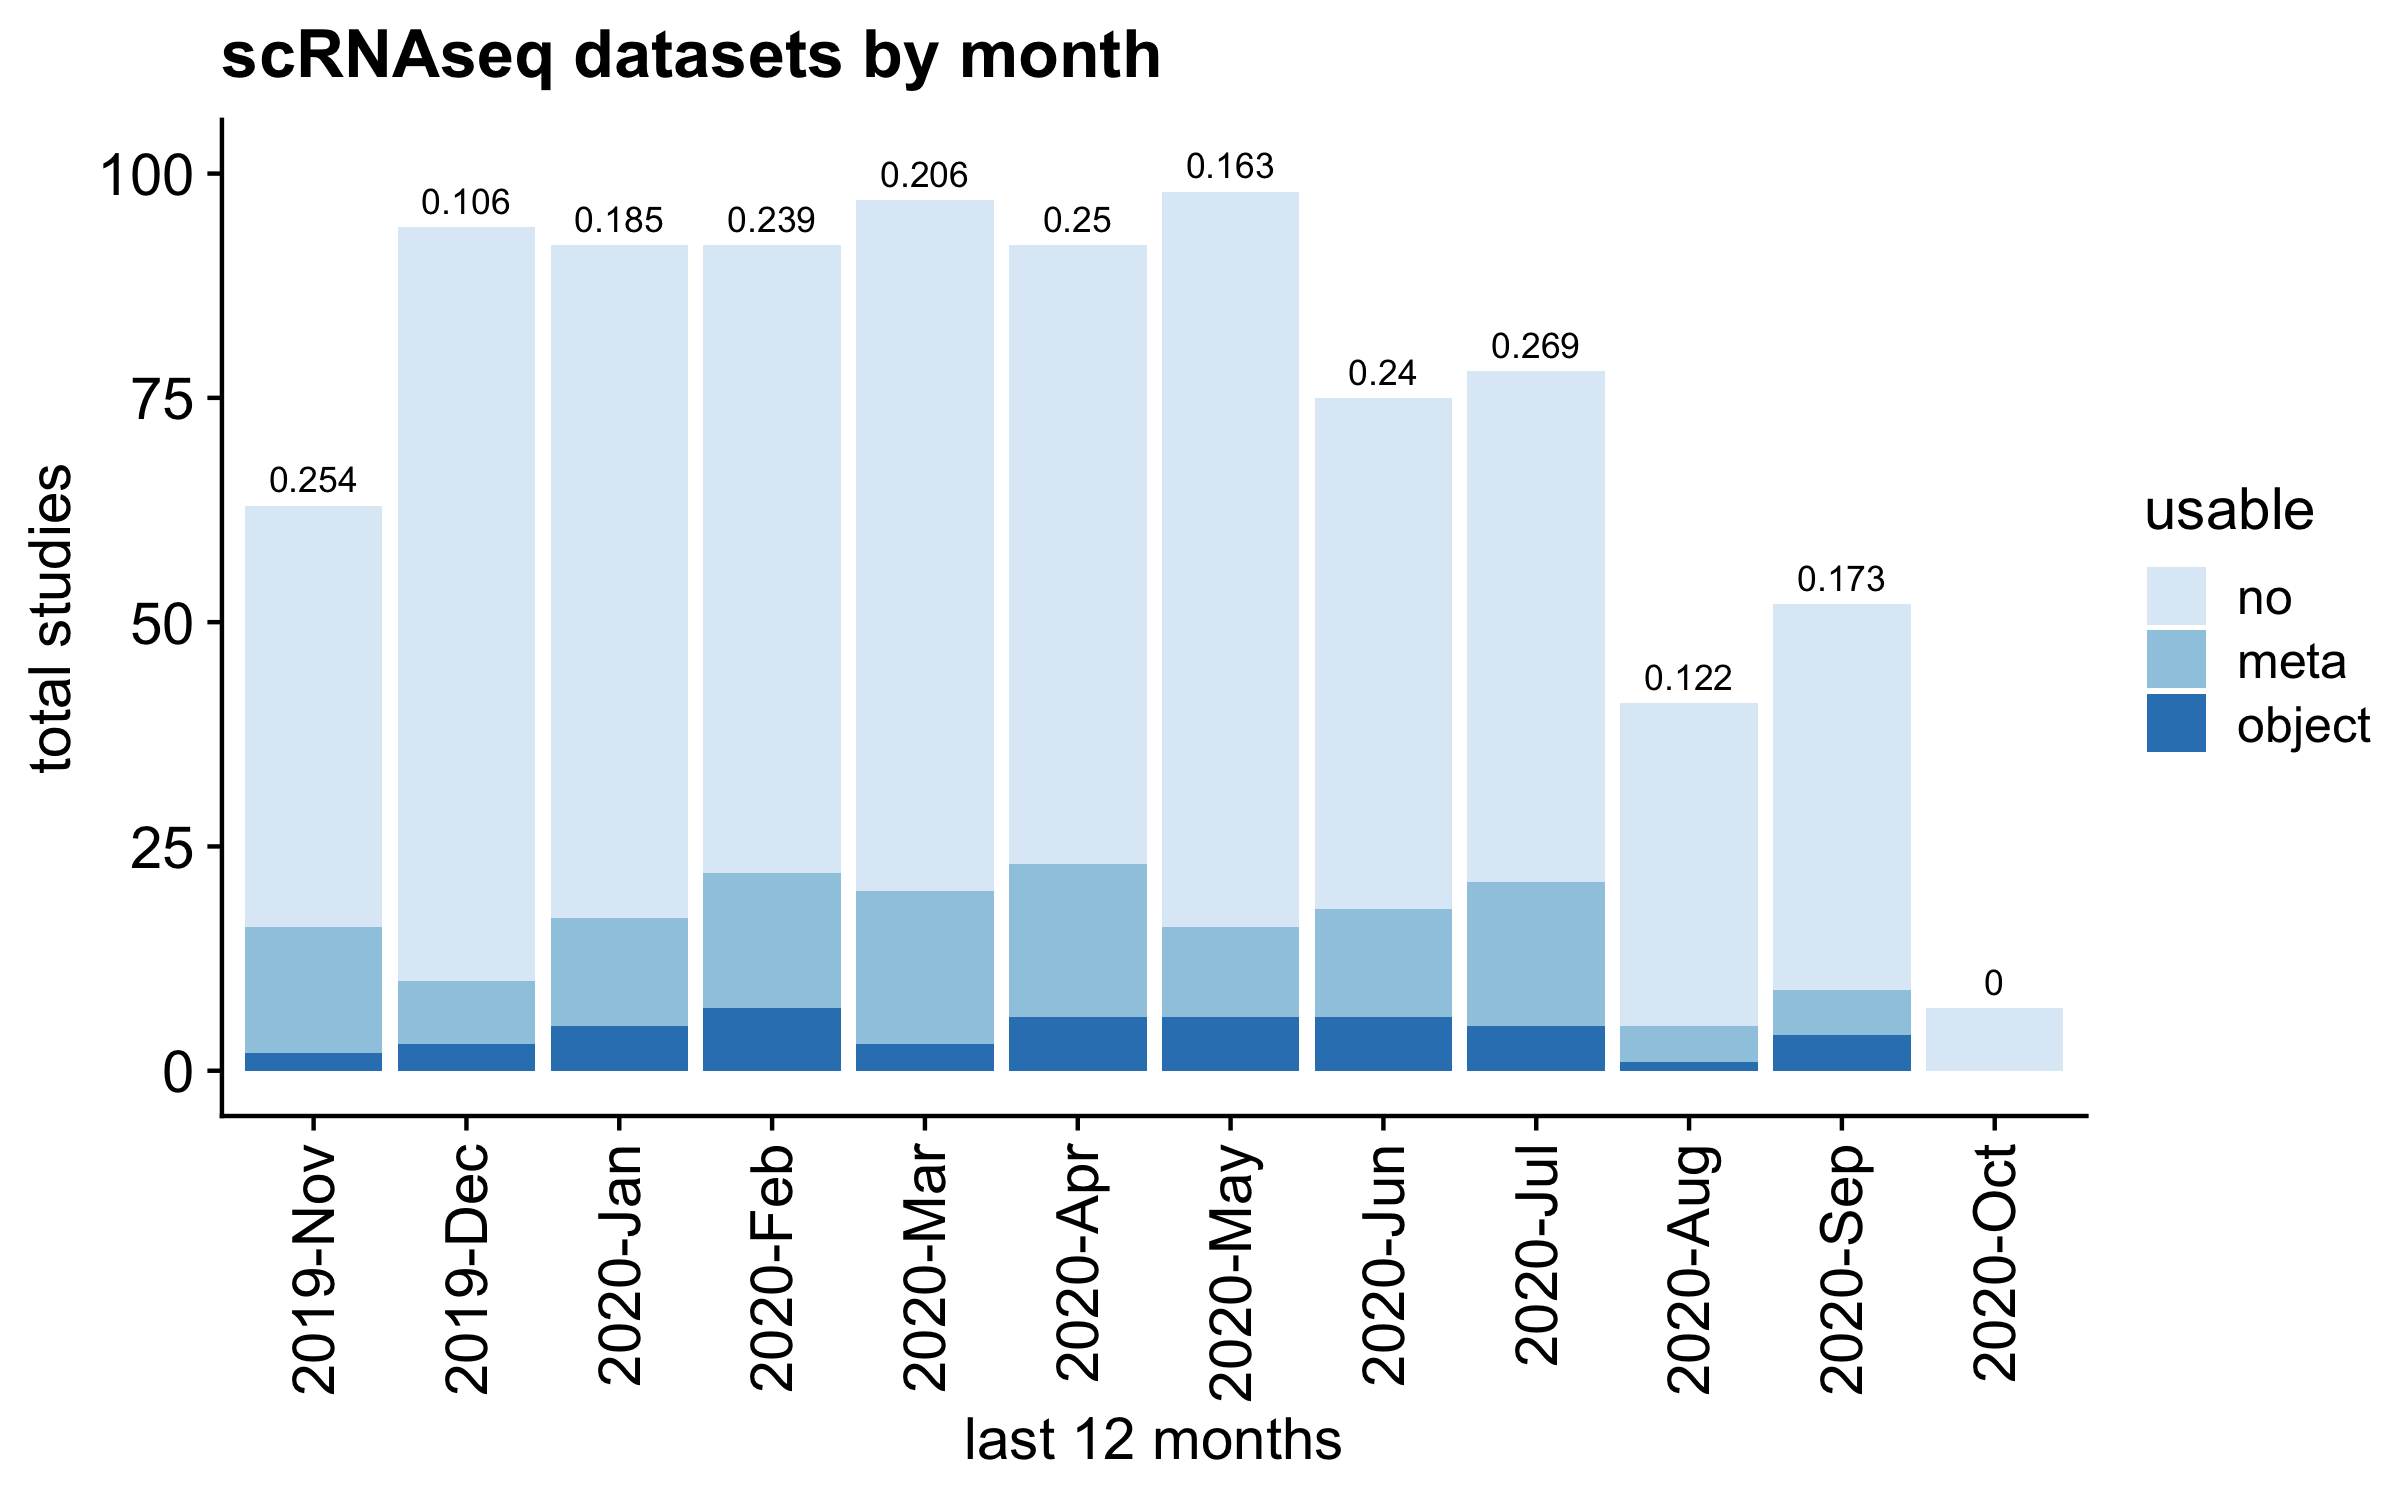 scRNAseq datasets by month
total studies
100
75
50
25
0
0.254
0.106
0.185
0.239
0.206
0.25
0.163
0.24
0.269
0.122
0.173
0
2019-Nov
2019-Dec
2020-Jan
2020-Feb
2020-Mar
2020-Apr
2020-May
2020-Jun
2020-Jul
2020-Aug
2020-Sep
2020-Oct
last 12 months
usable
no
meta
object